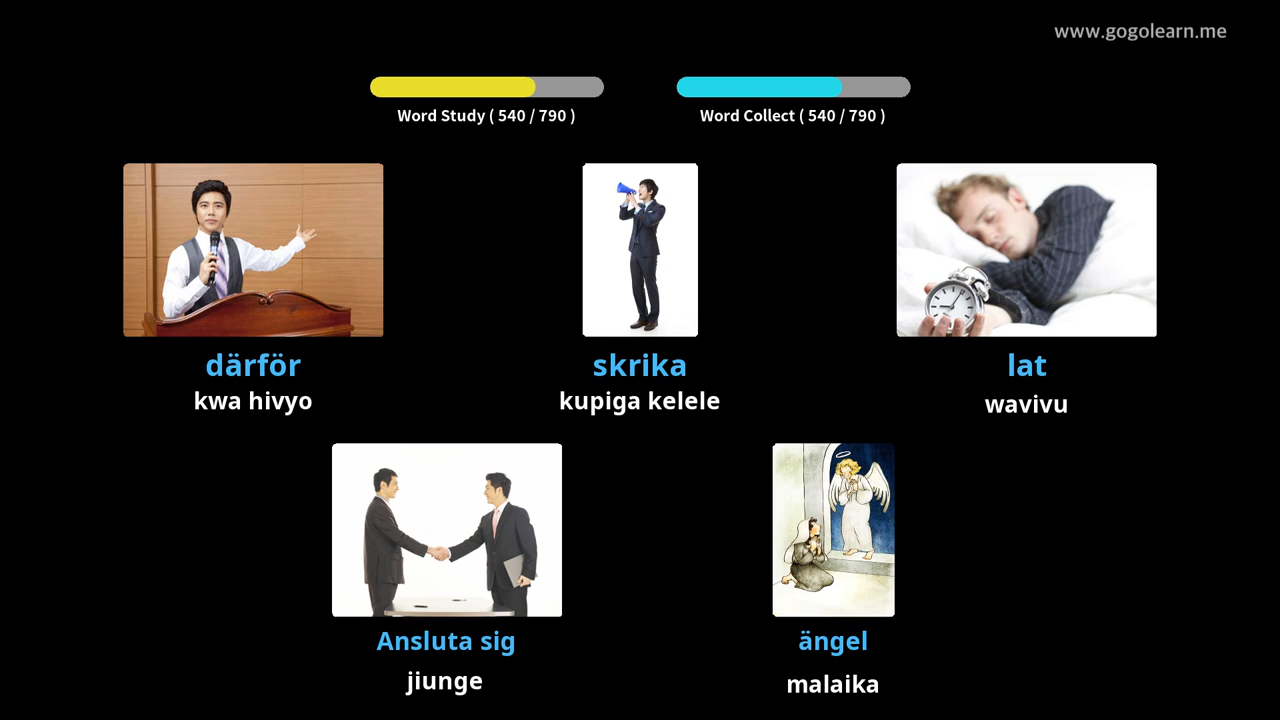 www.gogolearn.me
Word Study ( 540 / 790 )
Word Collect ( 540 / 790 )
därför
kwa hivyo
skrika
kupiga kelele
lat
wavivu
Ansluta sig
jiunge
ängel
malaika